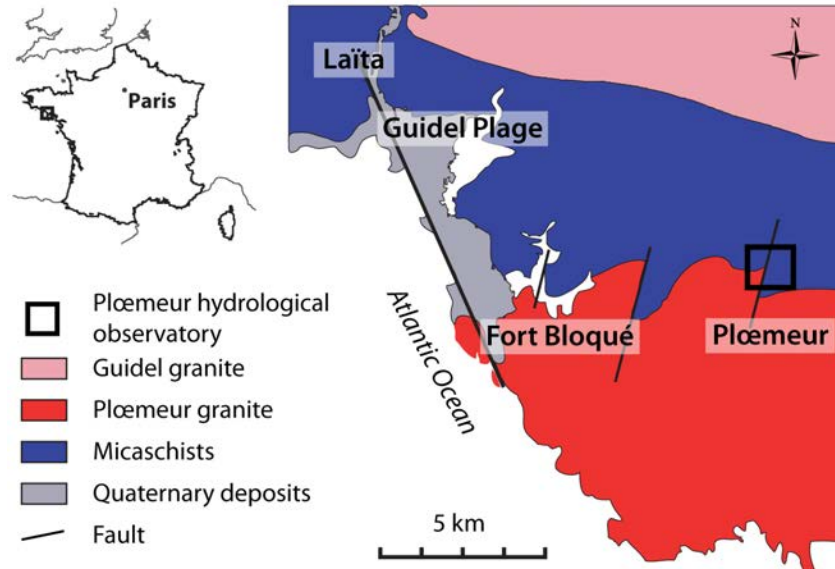 Paris
Plœmeur hydrological
observatory
Guidel granite
Plœmeur granite
Micaschists
Quaternary deposits
Fault
N
Laïta
Guidel Plage
Fort Bloqué
Plœmeur
Atlantic Ocean
5 km